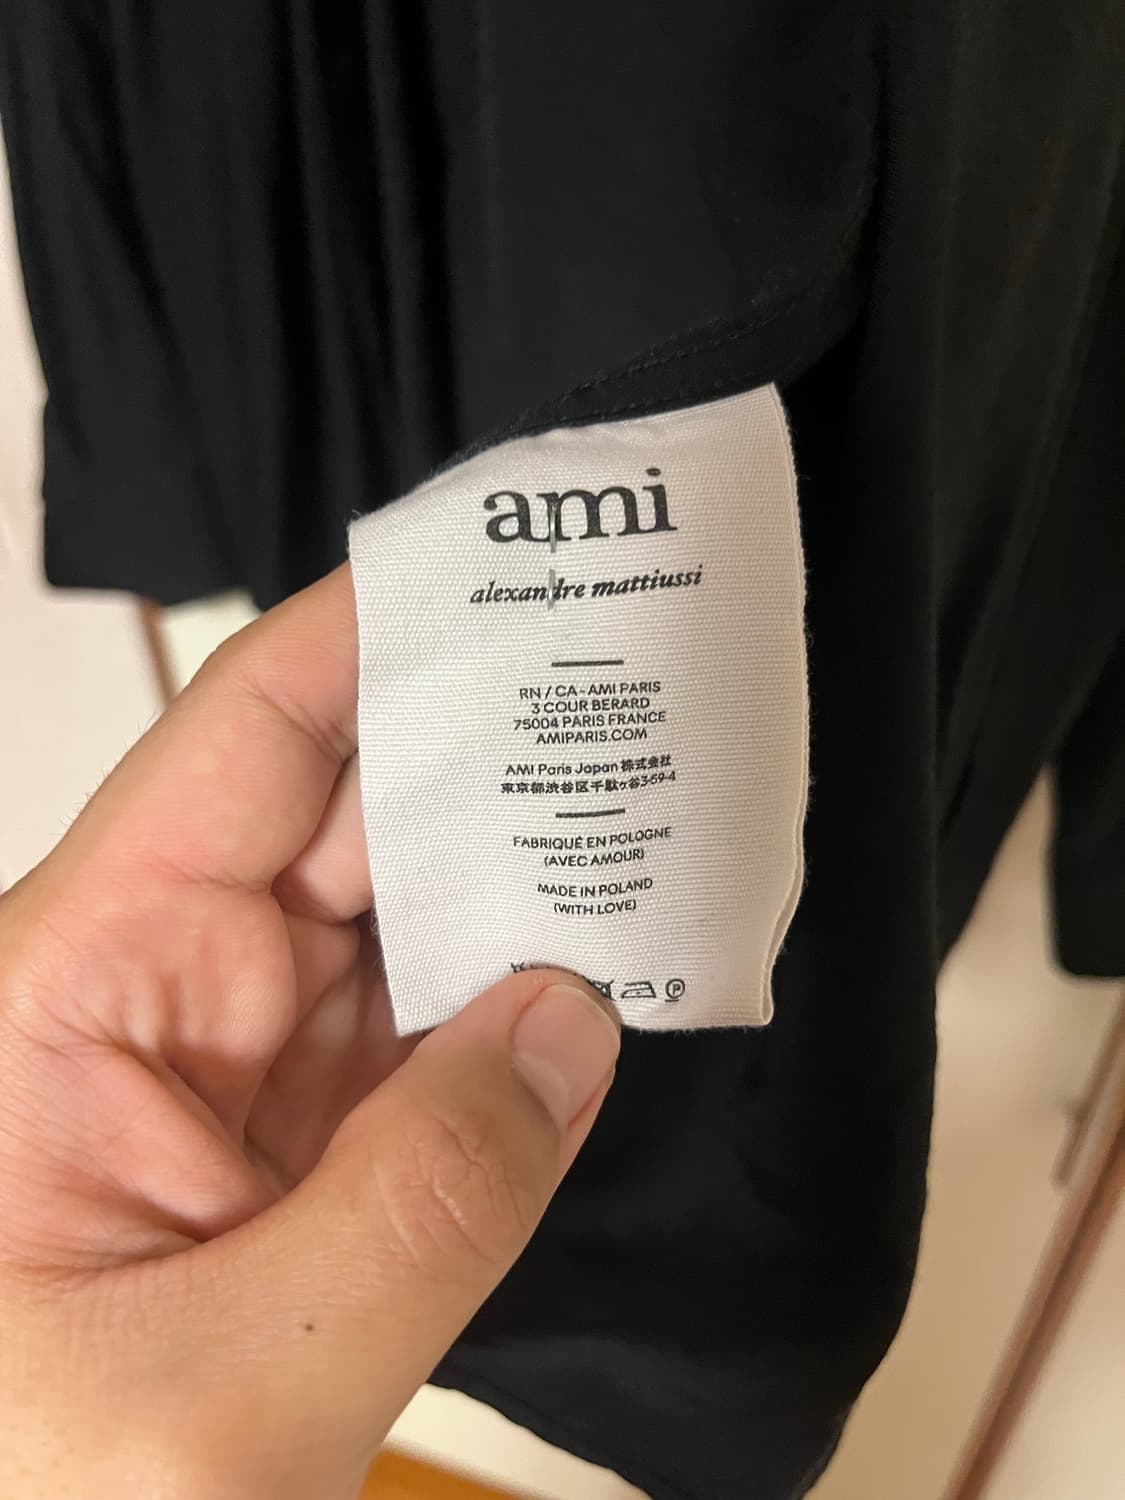 ami
alexandre mattiussi
RN / CA - AMI PARIS
3 COUR BERARD
75004 PARIS FRANCE
AMIPARIS.COM
AMI Paris Japan 株式会社
東京都渋谷区千駄ヶ谷3-59-4
FABRIQUÉ EN POLOGNE
(AVEC AMOUR)
MADE IN POLAND
(WITH LOVE)
P